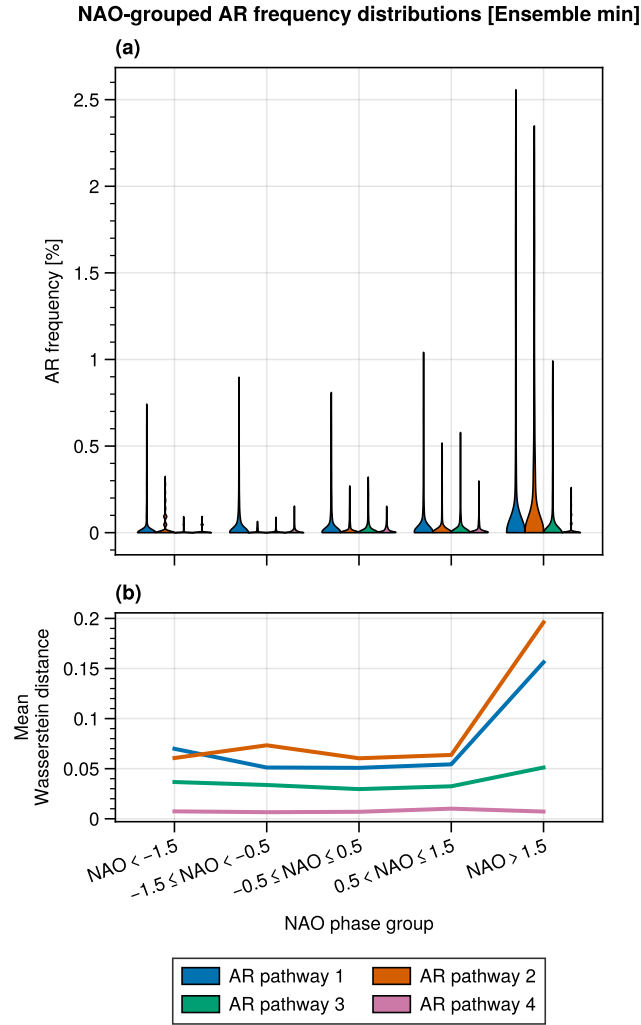 NAO-grouped AR frequency distributions [Ensemble min]
(a)
2.5
2
1.5
1
0.5
0
AR frequency [%]
(b)
0.2
0.15
0.1
0.05
0
Mean
Wasserstein distance
NAO < −1.5
−1.5 ≤ NAO < −0.5
−0.5 ≤ NAO ≤ 0.5
0.5 < NAO ≤ 1.5
NAO > 1.5
NAO phase group
AR pathway 1
AR pathway 2
AR pathway 3
AR pathway 4